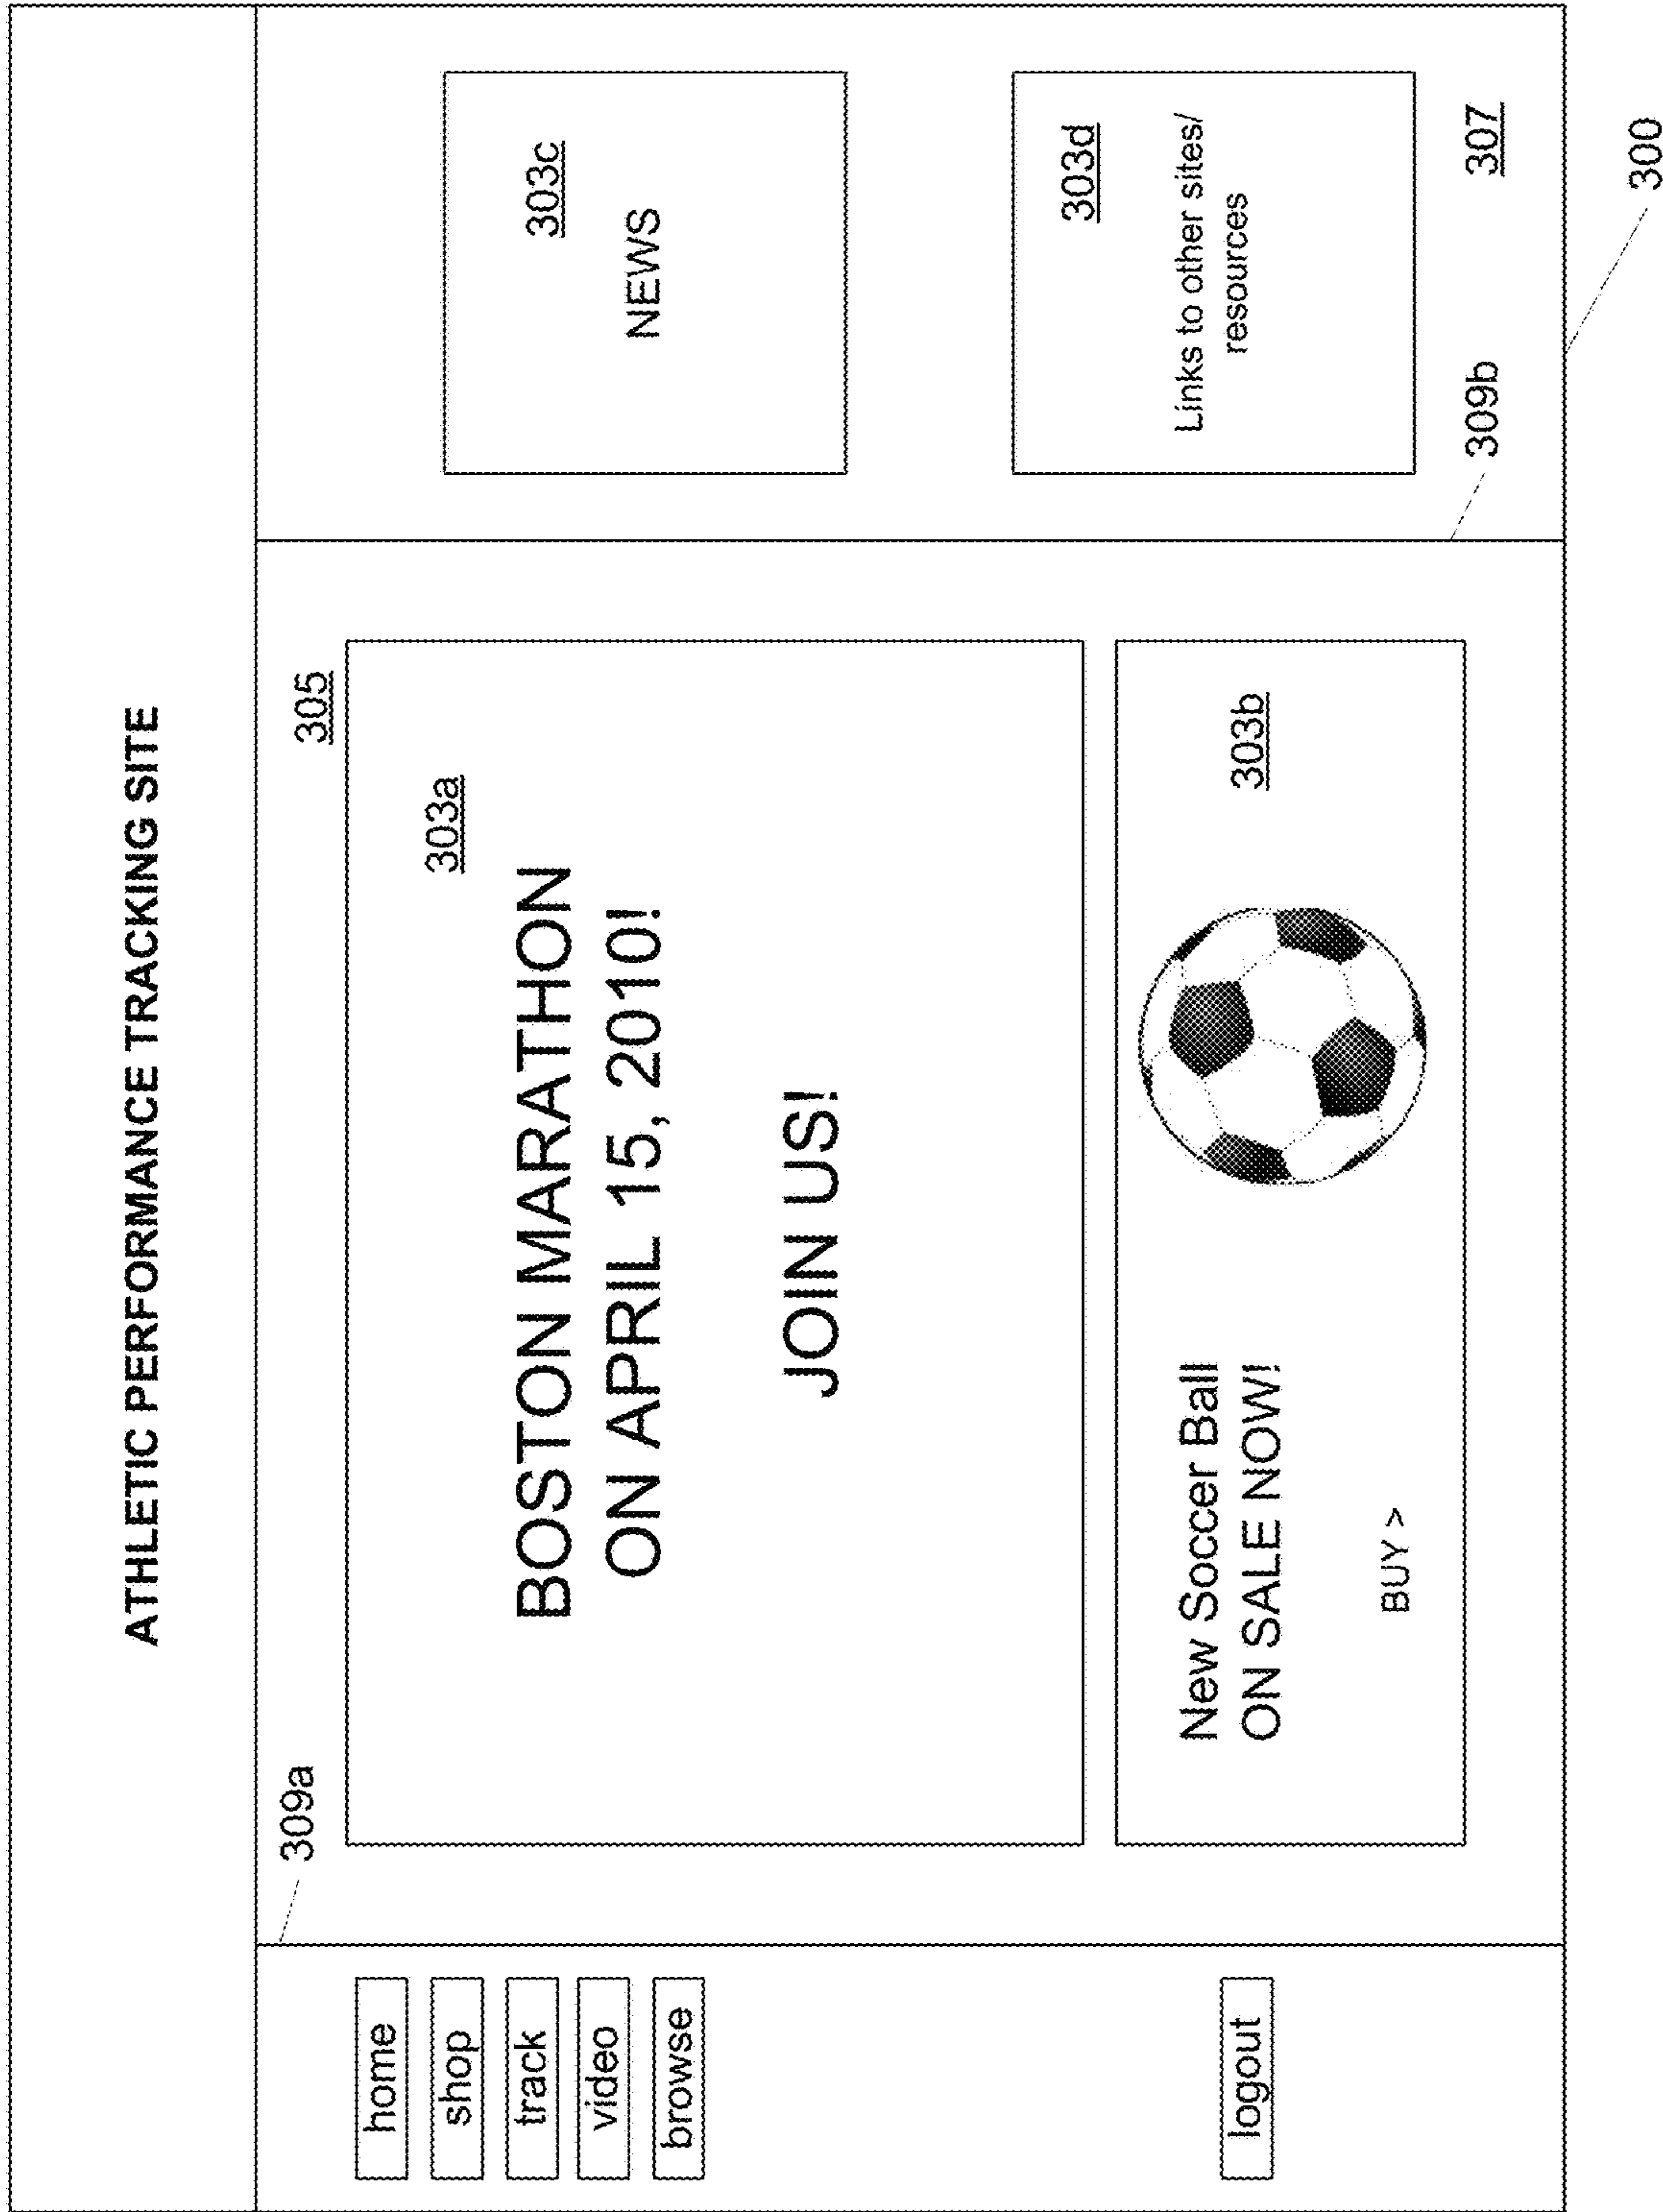 ATHLETIC PERFORMANCE TRACKING SITE
309a
home
shop
track
video
browse
logout
305
303a
BOSTON MARATHON
ON APRIL 15, 2010!
JOIN US!
New Soccer Ball
ON SALE NOW!
BUY >
303b
303c
NEWS
303d
Links to other sites/
resources
309b
307
300